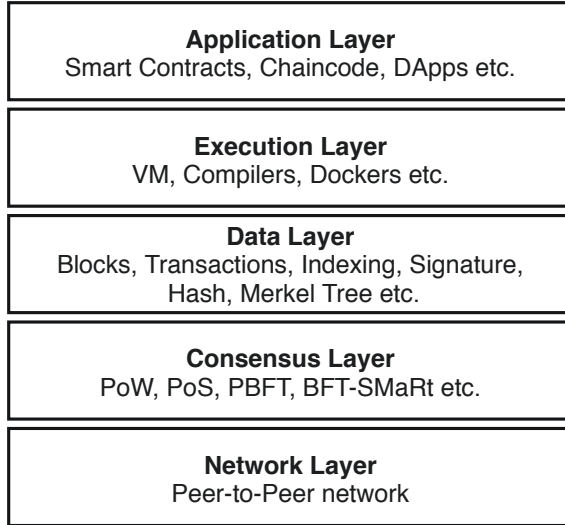 Application Layer
Smart Contracts, Chaincode, DApps etc.
Execution Layer
VM, Compilers, Dockers etc.
Data Layer
Blocks, Transactions, Indexing, Signature,
Hash, Merkel Tree etc.
Consensus Layer
PoW, PoS, PBFT, BFT-SMaRt etc.
Network Layer
Peer-to-Peer network